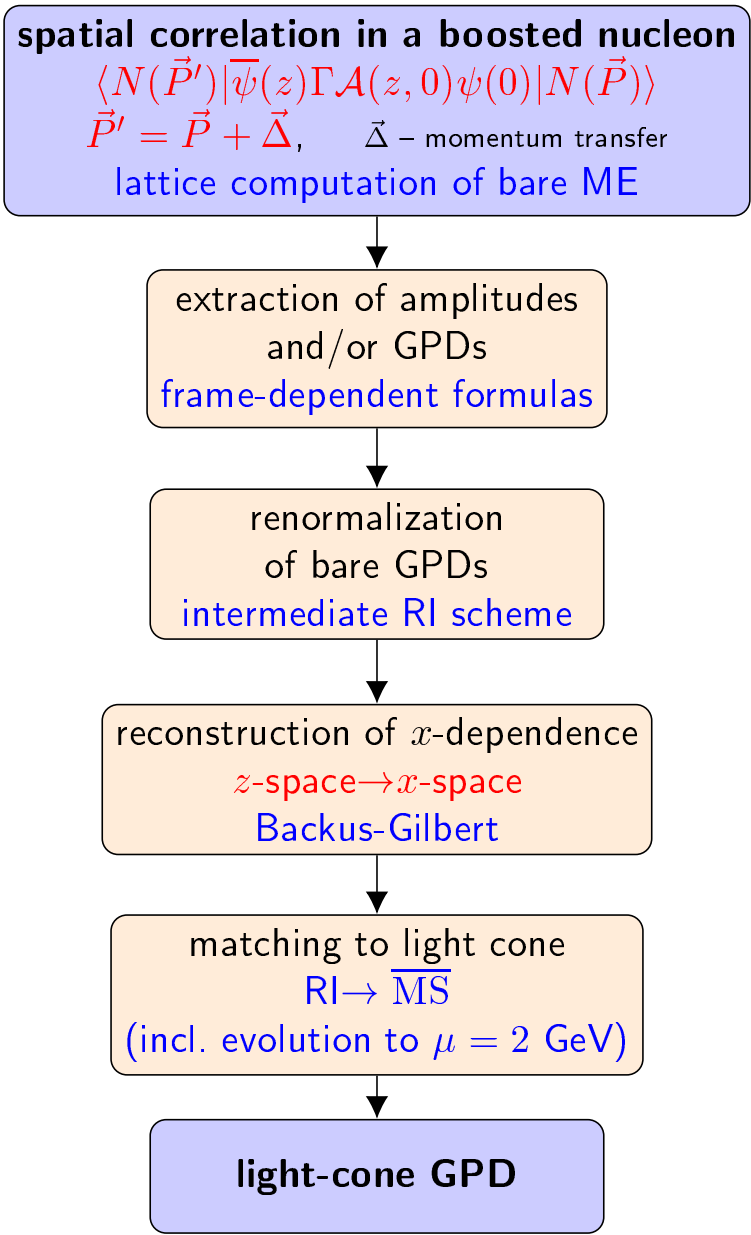 spatial correlation in a boosted nucleon
⟨N(P⃗′)|ψ̅(z)Γ𝒜(z,0)ψ(0)|N(P⃗)⟩
P⃗′ = P⃗ + Δ⃗, Δ⃗ – momentum transfer
lattice computation of bare ME
extraction of amplitudes
and/or GPDs
frame-dependent formulas
renormalization
of bare GPDs
intermediate RI scheme
reconstruction of x-dependence
z-space→x-space
Backus-Gilbert
matching to light cone
RI→ M̅S̅
(incl. evolution to μ = 2 GeV)
light-cone GPD